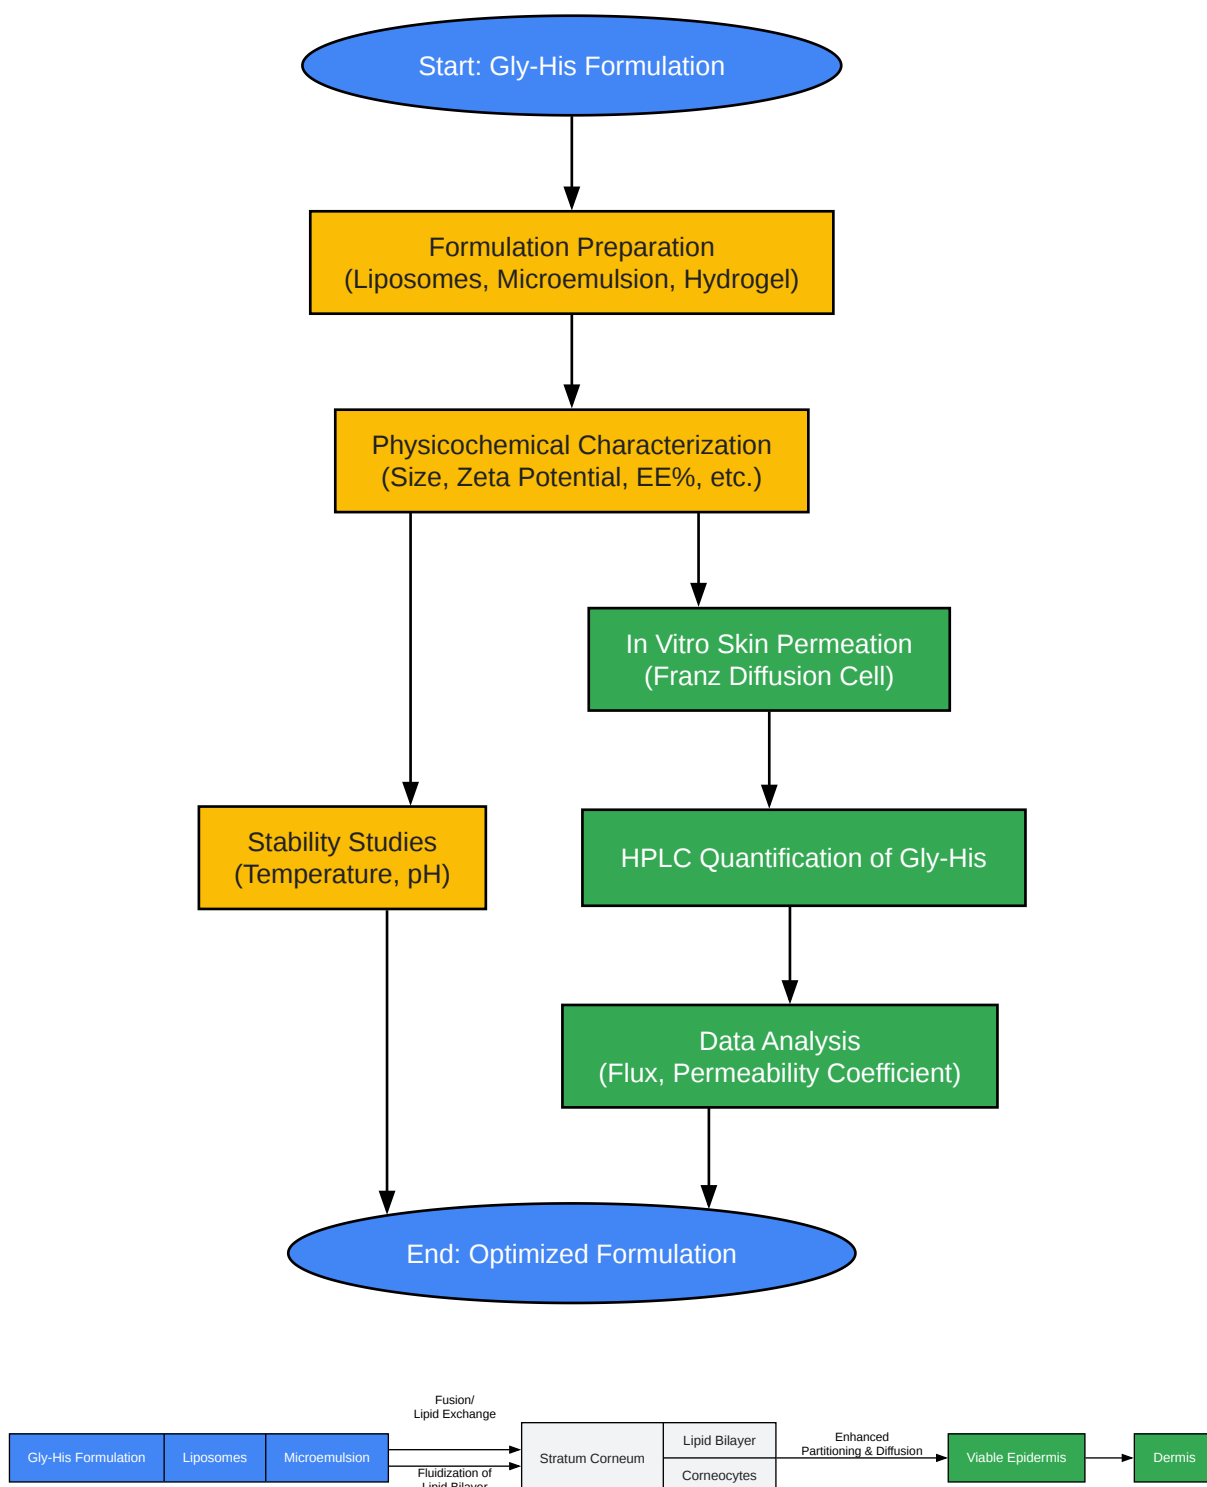 Start: Gly-His Formulation
Formulation Preparation
(Liposomes, Microemulsion, Hydrogel)
Physicochemical Characterization
(Size, Zeta Potential, EE%, etc.)
In Vitro Skin Permeation
(Franz Diffusion Cell)
Stability Studies
(Temperature, pH)
HPLC Quantification of Gly-His
Data Analysis
(Flux, Permeability Coefficient)
End: Optimized Formulation
Fusion/
Lipid Exchange
Gly-His Formulation
Liposomes
Microemulsion
Fluidization of
Lipid Bilayer
Stratum Corneum
Lipid Bilayer
Corneocytes
Enhanced
Partitioning & Diffusion
Viable Epidermis
Dermis